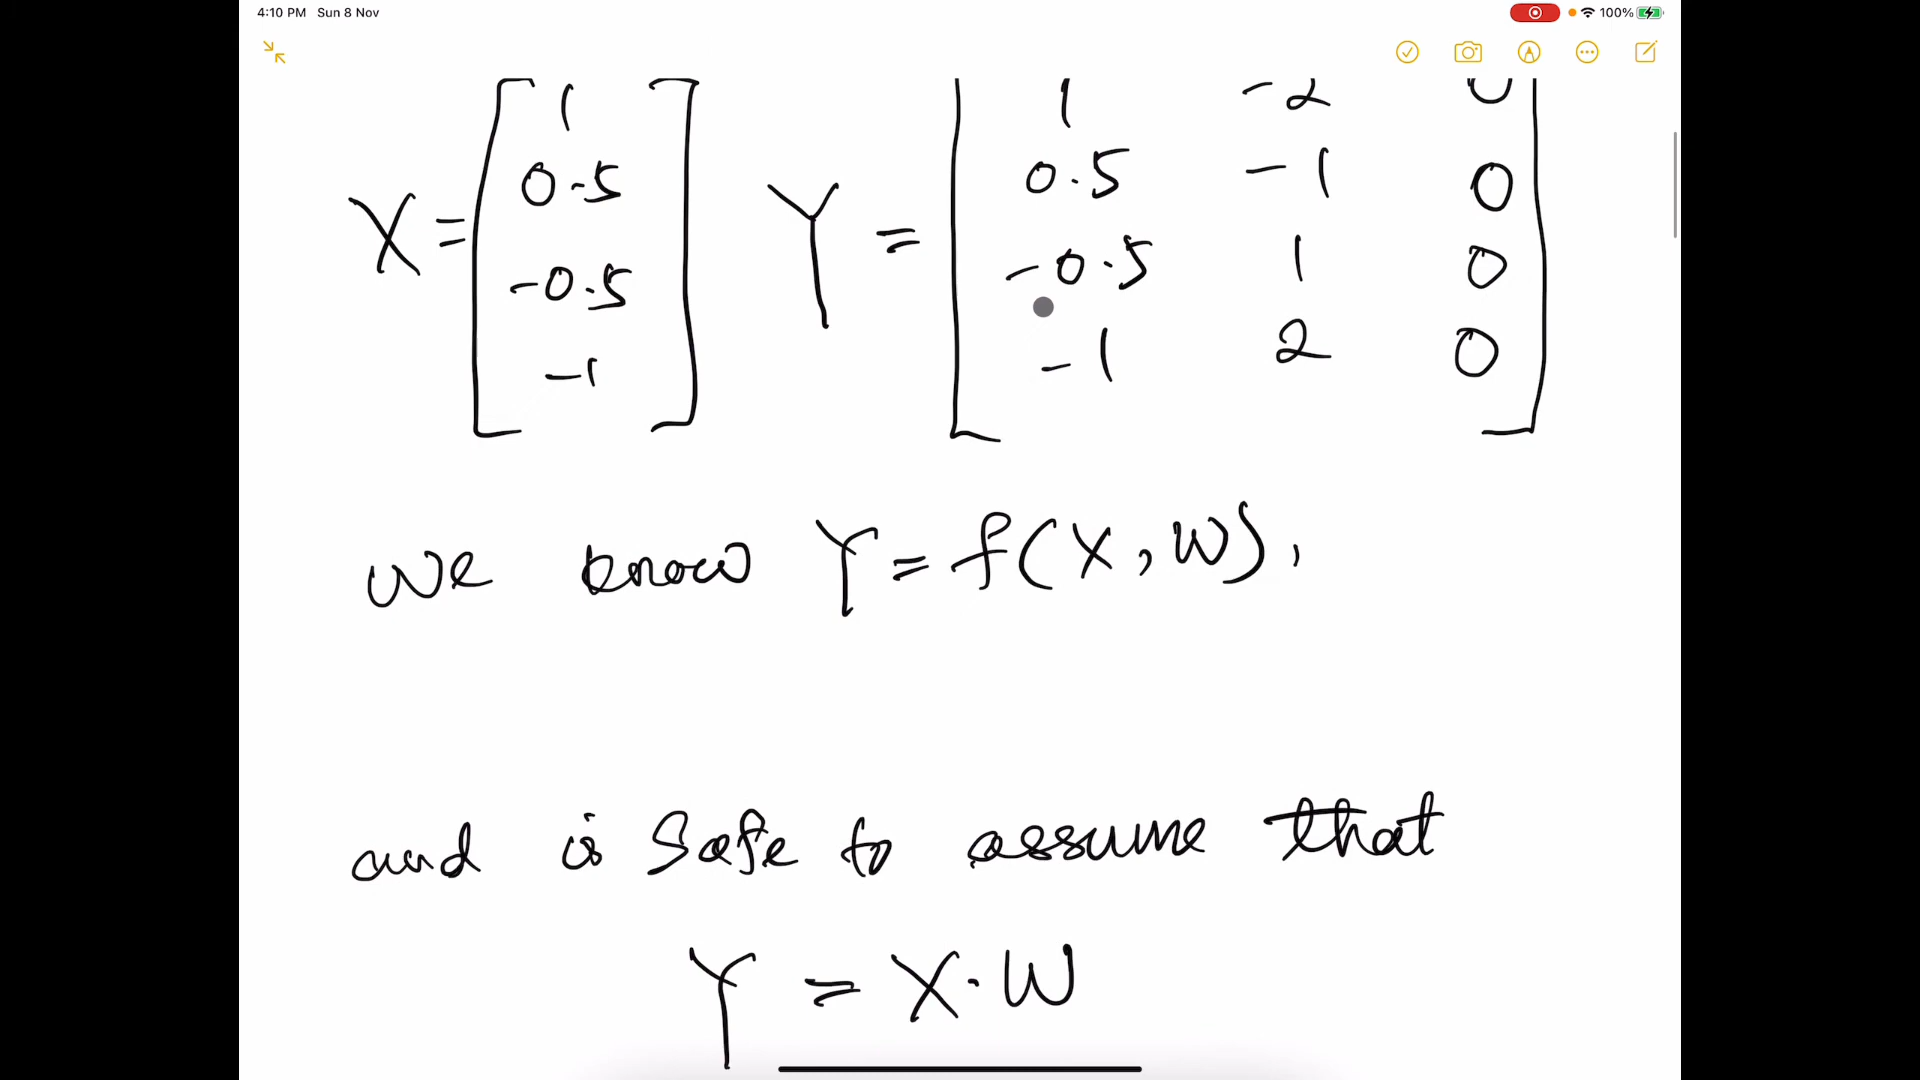 4:10 PM Sun 8 Nov
100%
1 1 -2 0
0.5 0.5 -1 0
X = Y =
-0.5 -0.5 1 0
-1 -1 2 0
we know Y = f(X, W),
and is safe to assume that
Y = X . W